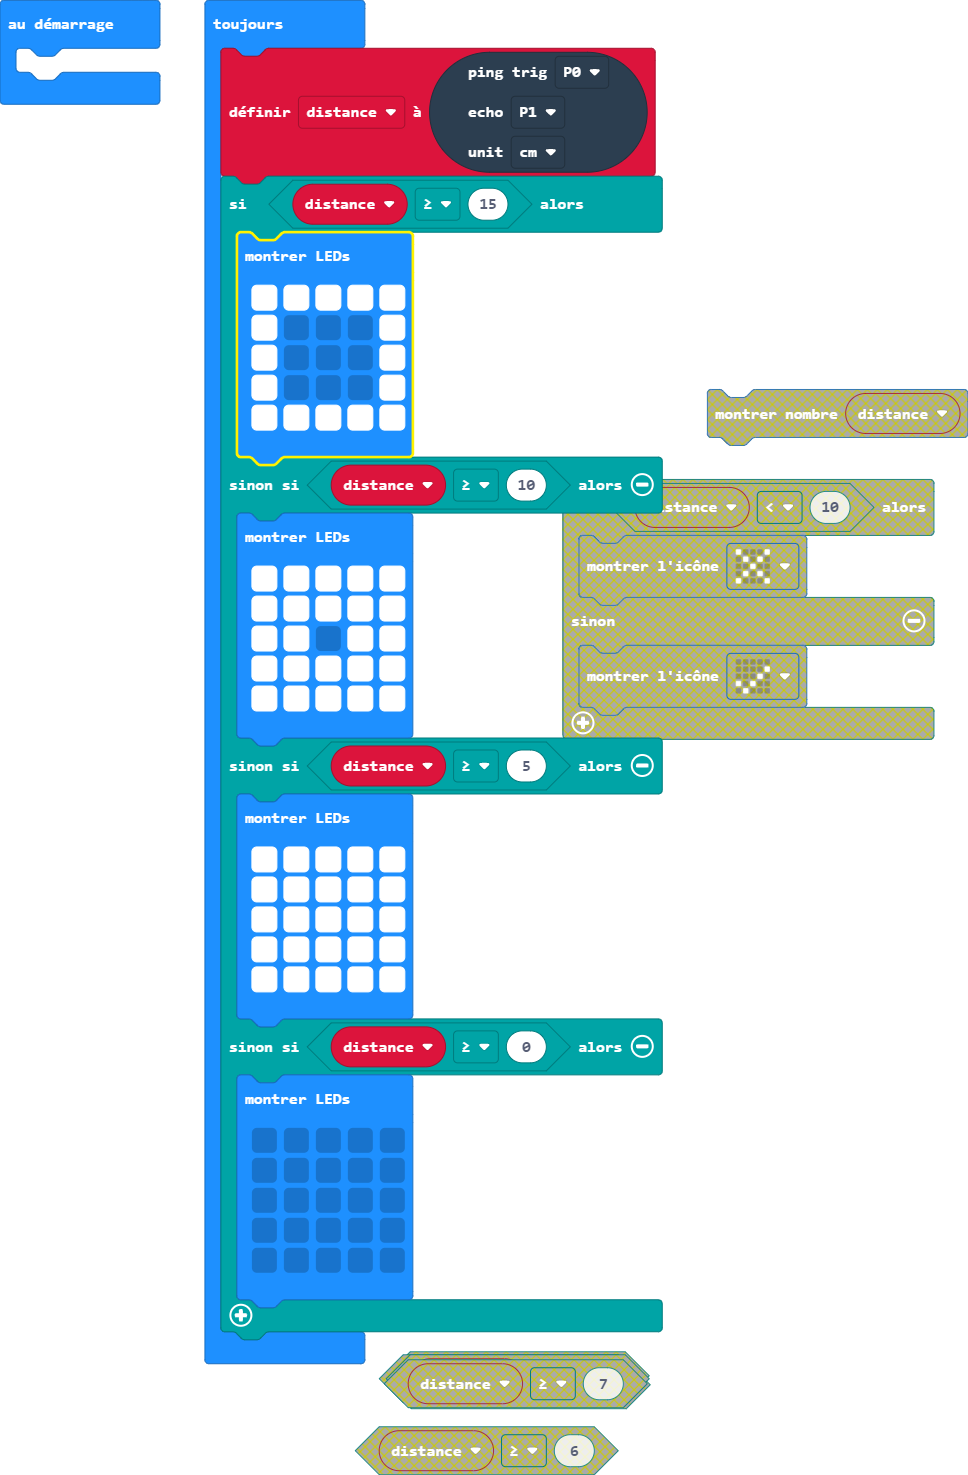 au démarrage
toujours
définir distance à ping trig P0
echo P1
unit cm
si distance ≥ 15 alors
montrer LEDs
montrer nombre distance
sinon si distance ≥ 10 alors
montrer LEDs
stance < 10 alors
montrer l'icône
sinon
montrer l'icône
sinon si distance ≥ 5 alors
montrer LEDs
sinon si distance ≥ 0 alors
montrer LEDs
distance ≥ 7
distance ≥ 6